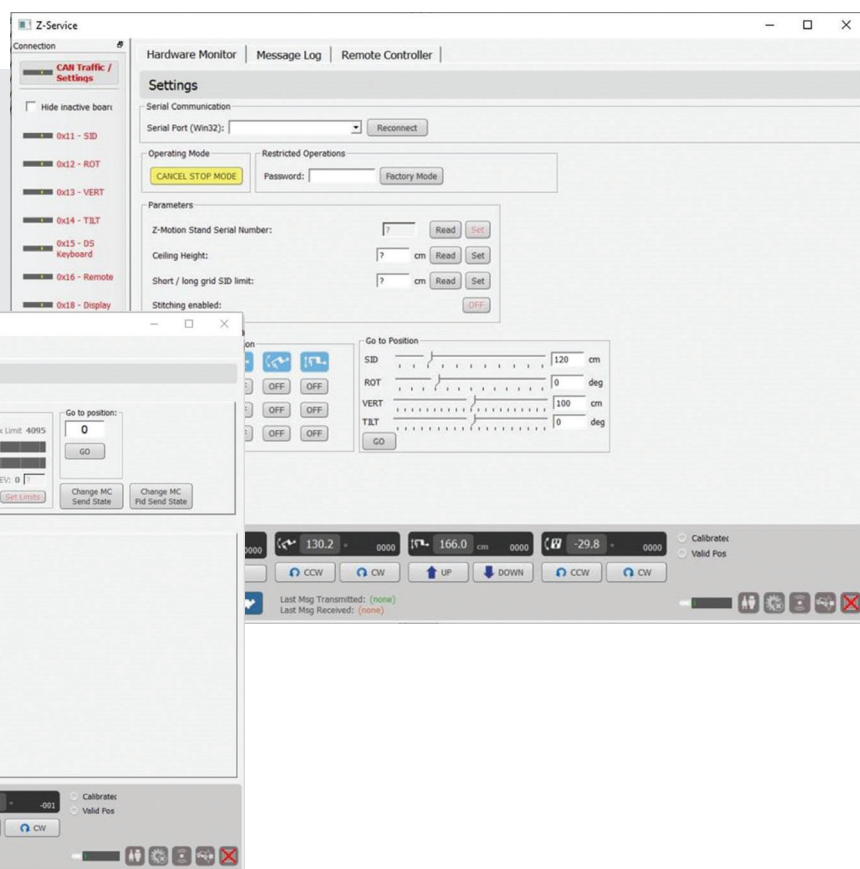 Z-Service
Connection
Hardware Monitor | Message Log | Remote Controller |
CAN Traffic /
Settings
Settings
Hide inactive boar
Serial Communication
Serial Port (Win32): Reconnect
0x11 - SID
0x12 - ROT
0x13 - VERT
0x14 - TILT
0x15 - DS
Keyboard
0x16 - Remote
0x18 - Display
Operating Mode
CANCEL STOP MODE
Restricted Operations
Password: Factory Mode
Parameters
Z-Motion Stand Serial Number: ? Read Set
Ceiling Height: ? cm Read Set
Short / long grid SID limit: ? cm Read Set
Stitching enabled: OFF
on
OFF OFF
OFF OFF
OFF OFF
Go to Position
SID 120 cm
ROT 0 deg
VERT 100 cm
TILT 0 deg
GO
0000 130.2 ° 0000 166.0 cm 0000 -29.8 ° 0000
Calibrated
Valid Pos
CCW CW UP DOWN CCW CW
Last Msg Transmitted: (none)
Last Msg Received: (none)
Limit 4095
EV: 0 ?
Set Limits
Go to position:
0
GO
Change MC
Send State
Change MC
Pid Send State
° -001
Calibrated
Valid Pos
CW